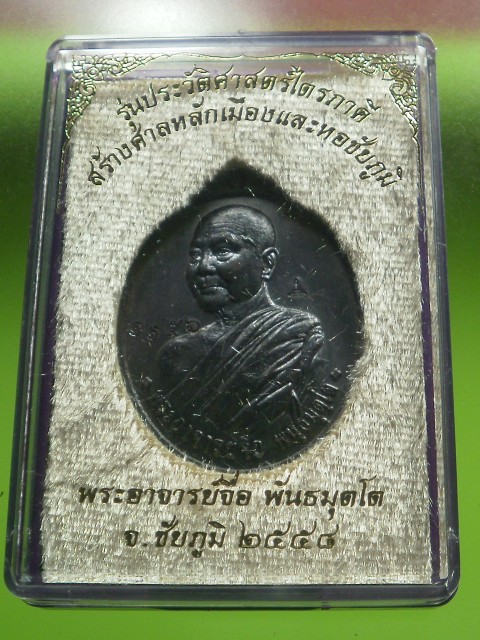 รุ่นประวัติศาสตร์ไตรภาคี
สร้างศาลหลักเมืองและหอชัยภูมิ
พระอาจารย์จื่อ พันธมุตโต
จ.ชัยภูมิ ๒๕๕๔